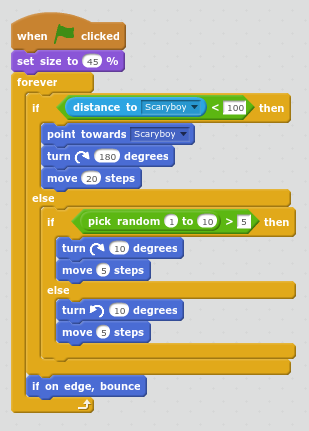 when clicked
set size to 45 %
forever
if distance to Scaryboy < 100 then
point towards Scaryboy
turn 180 degrees
move 20 steps
else
if pick random 1 to 10 > 5 then
turn 10 degrees
move 5 steps
else
turn 10 degrees
move 5 steps
if on edge, bounce